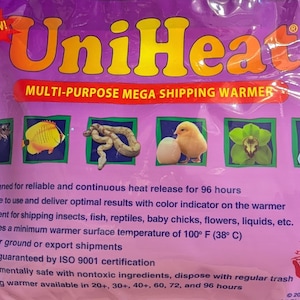 UniHeat®
MULTI-PURPOSE MEGA SHIPPING WARMER
for reliable and continuous heat release for 96 hours
to use and deliver optimal results with color indicator on the warmer
for shipping insects, fish, reptiles, baby chicks, flowers, liquids, etc.
a minimum warmer surface temperature of 100º F (38º C)
ground or export shipments
guaranteed by ISO 9001 certification
safe with nontoxic ingredients, dispose with regular trash
warmer available in 20+, 30+, 40+, 60, 72, and 96 hours